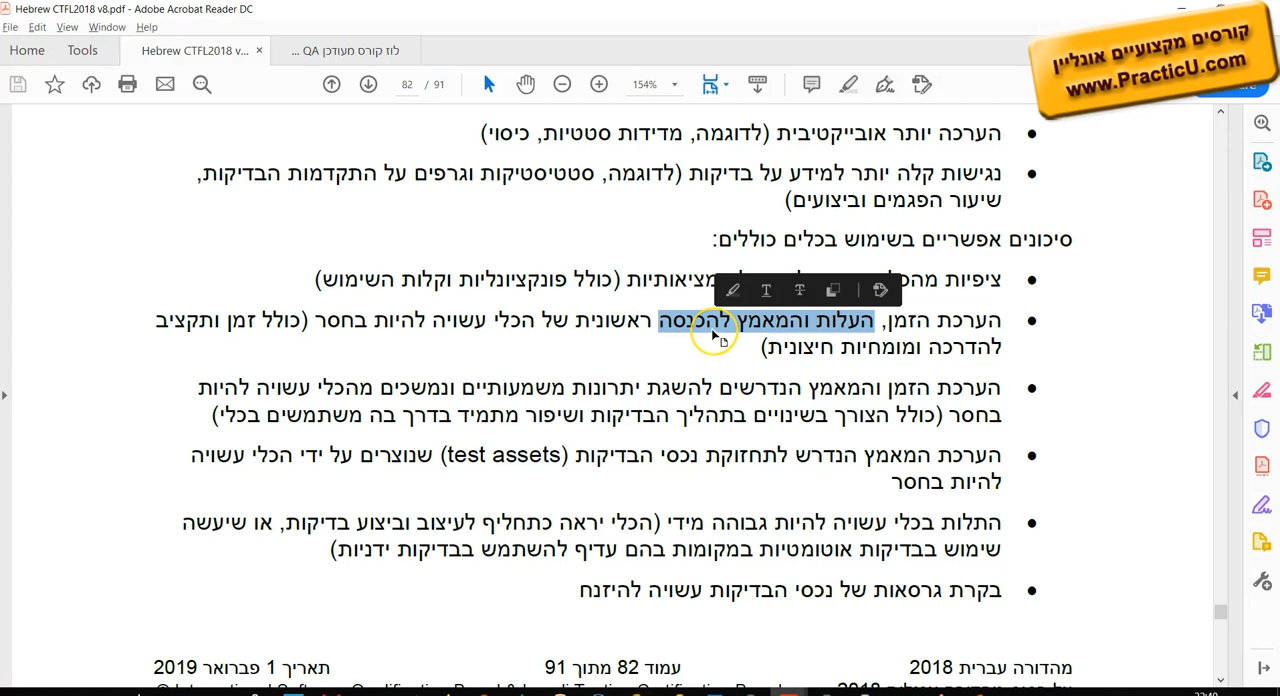 Hebrew CTFL2018 v8.pdf - Adobe Acrobat Reader DC
File Edit View Window Help
Home Tools Hebrew CTFL2018 v... × לוז קורס מעודכן QA ...
82 / 91 154%
קורסים מקצועיים אונליין
www.PracticU.com
• הערכה יותר אובייקטיבית (לדוגמה, מדידות סטטיות, כיסוי)
• נגישות קלה יותר למידע על בדיקות (לדוגמה, סטטיסטיקות וגרפים על התקדמות הבדיקות,
שיעור הפגמים וביצועים)
סיכונים אפשריים בשימוש בכלים כוללים:
• ציפיות מציאותיות (כולל פונקציונליות וקלות השימוש)
• הערכת הזמן, העלות והמאמץ להכנסה ראשונית של הכלי עשויה להיות בחסר (כולל זמן ותקציב
להדרכה ומומחיות חיצונית)
• הערכת הזמן והמאמץ הנדרשים להשגת יתרונות משמעותיים ונמשכים מהכלי עשויה להיות
בחסר (כולל הצורך בשינויים בתהליך הבדיקות ושיפור מתמיד בדרך בה משתמשים בכלי)
• הערכת המאמץ הנדרש לתחזוקת נכסי הבדיקות (test assets) שנוצרים על ידי הכלי עשויה
להיות בחסר
• התלות בכלי עשויה להיות גבוהה מידי (הכלי יראה כתחליף לעיצוב וביצוע בדיקות, או שיעשה
שימוש בבדיקות אוטומטיות במקומות בהם עדיף להשתמש בבדיקות ידניות)
• בקרת גרסאות של נכסי הבדיקות עשויה להיזנח
מהדורה עברית 2018 עמוד 82 מתוך 91 תאריך 1 פברואר 2019